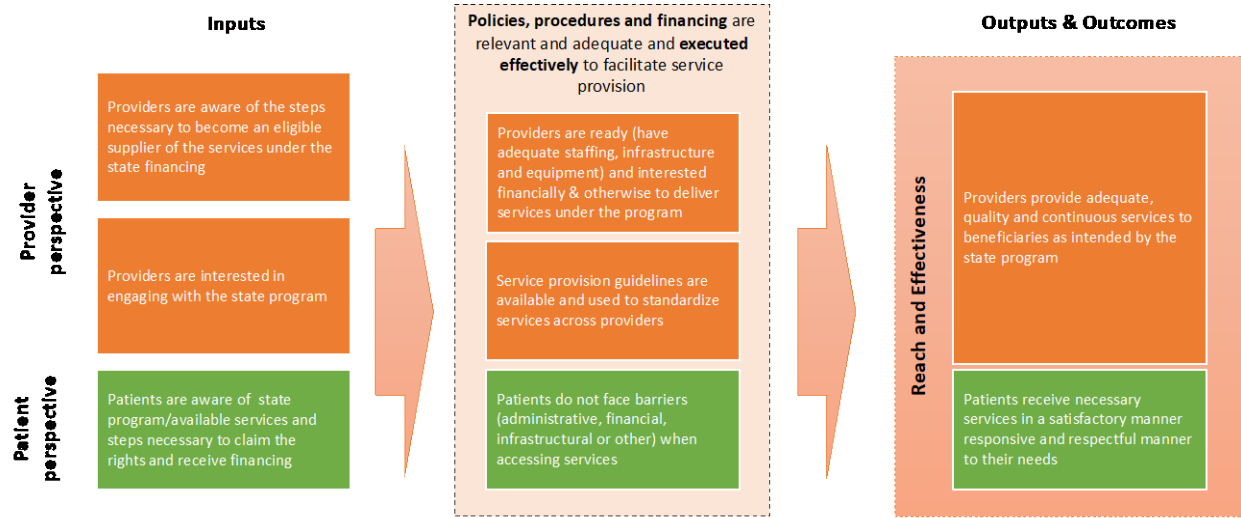 Inputs
Provider
perspective
Patient
perspective
Providers are aware of the steps
necessary to become an eligible
supplier of the services under the
state financing
Providers are interested in
engaging with the state program
Patients are aware of  state
program/available services and
steps necessary to claim the
rights and receive financing
Policies, procedures and financing are
relevant and adequate and executed
effectively to facilitate service
provision
Providers are ready (have
adequate staffing, infrastructure
and equipment) and interested
financially & otherwise to deliver
services under the program
Service provision guidelines are
available and used to standardize
services across providers
Patients do not face barriers
(administrative, financial,
infrastructural or other) when
accessing services
Outputs & Outcomes
Reach and Effectiveness
Providers provide adequate,
quality and continuous services to
beneficiaries as intended by the
state program
Patients receive necessary
services in a satisfactory manner
responsive and respectful manner
to their needs